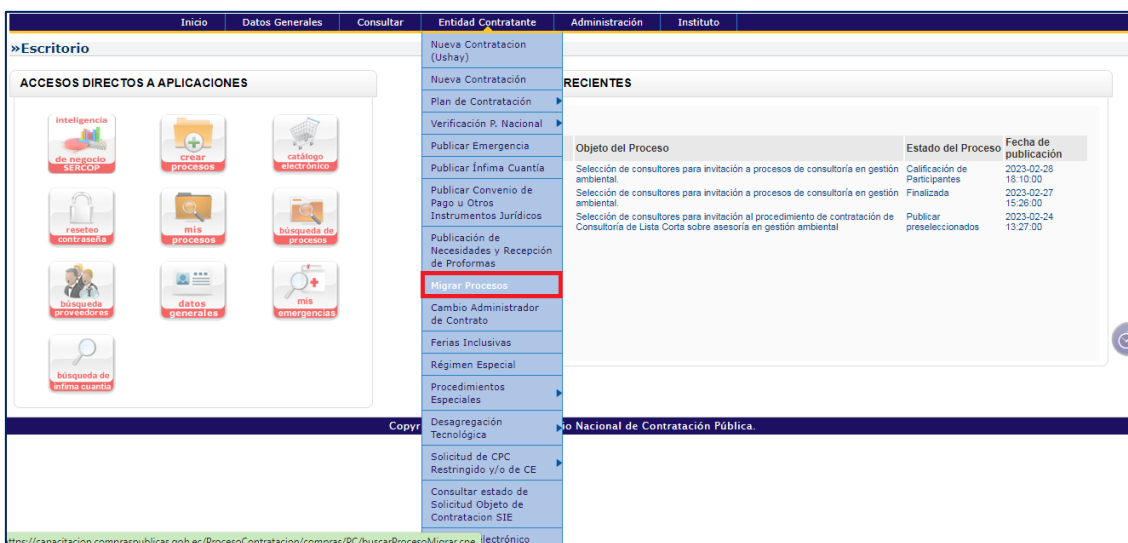 Inicio
Datos Generales
Consultar
Entidad Contratante
Administración
Instituto
»Escritorio
ACCESOS DIRECTOS A APLICACIONES
inteligencia
de negocio
SERCOP
crear
procesos
catálogo
electrónico
reseteo
contraseña
mis
procesos
búsqueda de
procesos
búsqueda
proveedores
datos
generales
mis
emergencias
búsqueda de
ínfima cuantía
Nueva Contratacion
(Ushay)
Nueva Contratación
Plan de Contratación
Verificación P. Nacional
Publicar Emergencia
Publicar Ínfima Cuantía
Publicar Convenio de
Pago u Otros
Instrumentos Jurídicos
Publicación de
Necesidades y Recepción
de Proformas
Migrar Procesos
Cambio Administrador
de Contrato
Ferias Inclusivas
Régimen Especial
Procedimientos
Especiales
Desagregación
Tecnológica
Solicitud de CPC
Restringido y/o de CE
Consultar estado de
Solicitud Objeto de
Contratacion SIE
lectrónico
RECIENTES
Objeto del Proceso
Estado del Proceso
Fecha de
publicación
Selección de consultores para invitación a procesos de consultoría en gestión
ambiental.
Calificación de
Participantes
2023-02-28
18:10:00
Selección de consultores para invitación a procesos de consultoría en gestión
ambiental.
Finalizada
2023-02-27
15:26:00
Selección de consultores para invitación al procedimiento de contratación de
Consultoría de Lista Corta sobre asesoría en gestión ambiental
Publicar
preseleccionados
2023-02-24
13:27:00
Copyr
io Nacional de Contratación Pública.
ttps://capacitacion.compraspublicas.gob.ec/ProcesoContratacion/compras/PC/buscarProcesoMigrar.cpe